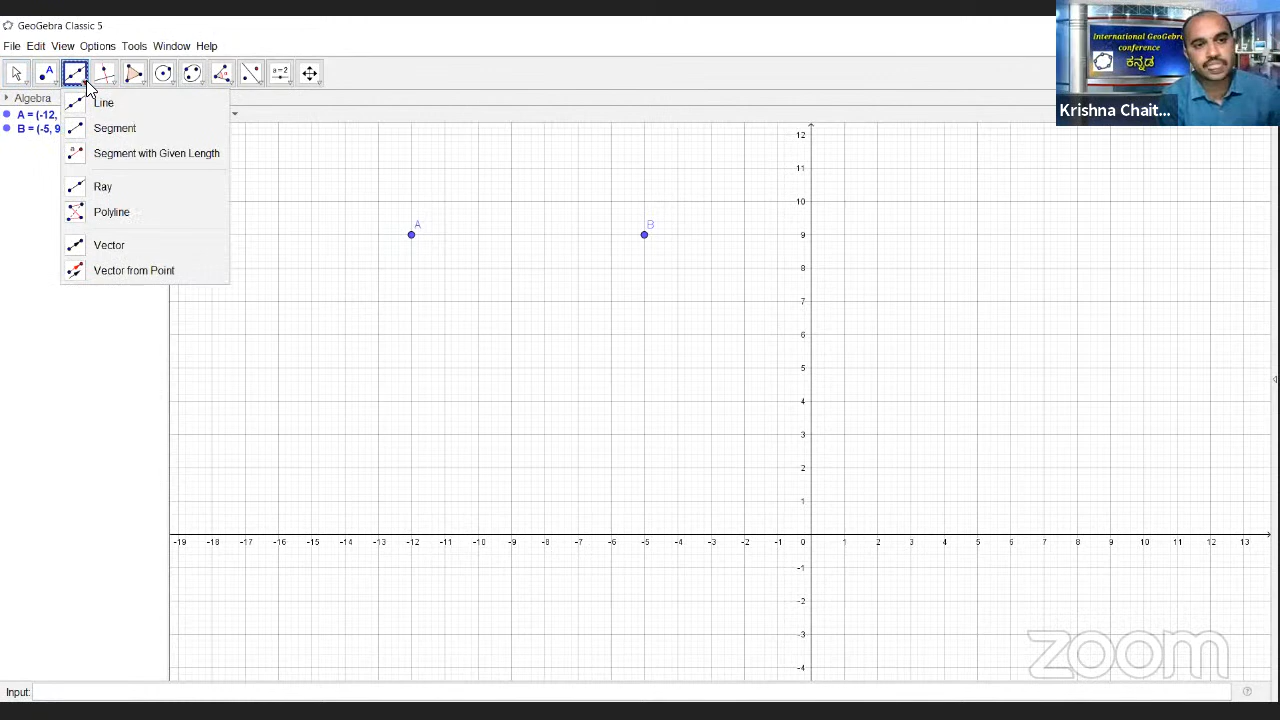 GeoGebra Classic 5
File Edit View Options Tools Window Help
A
a=2
Algebra
A = (-12,
B = (-5, 9
Line
Segment
a
Segment with Given Length
Ray
Polyline
Vector
Vector from Point
International GeoGebra
conference
ಕನ್ನಡ
Krishna Chait...
A
B
12
11
10
9
8
7
6
5
4
3
2
1
-19 -18 -17 -16 -15 -14 -13 -12 -11 -10 -9 -8 -7 -6 -5 -4 -3 -2 -1 0 1 2 3 4 5 6 7 8 9 10 11 12 13
-1
-2
-3
-4
zoom
Input: